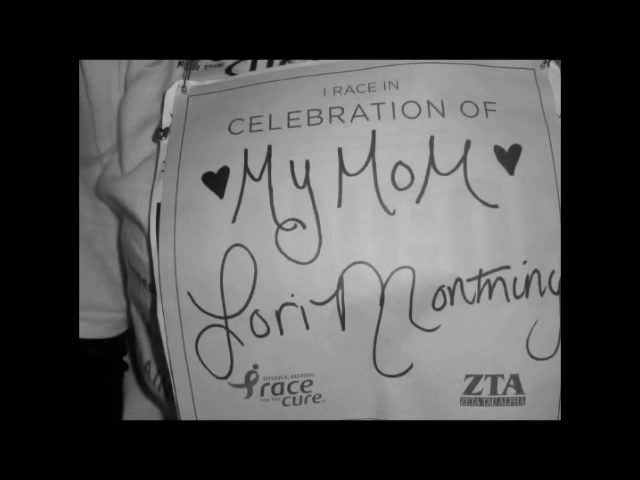 I RACE IN
CELEBRATION OF
My MoM
Lori Montminy
race
FOR THE
CURE
ZTA
ZETA TAU ALPHA